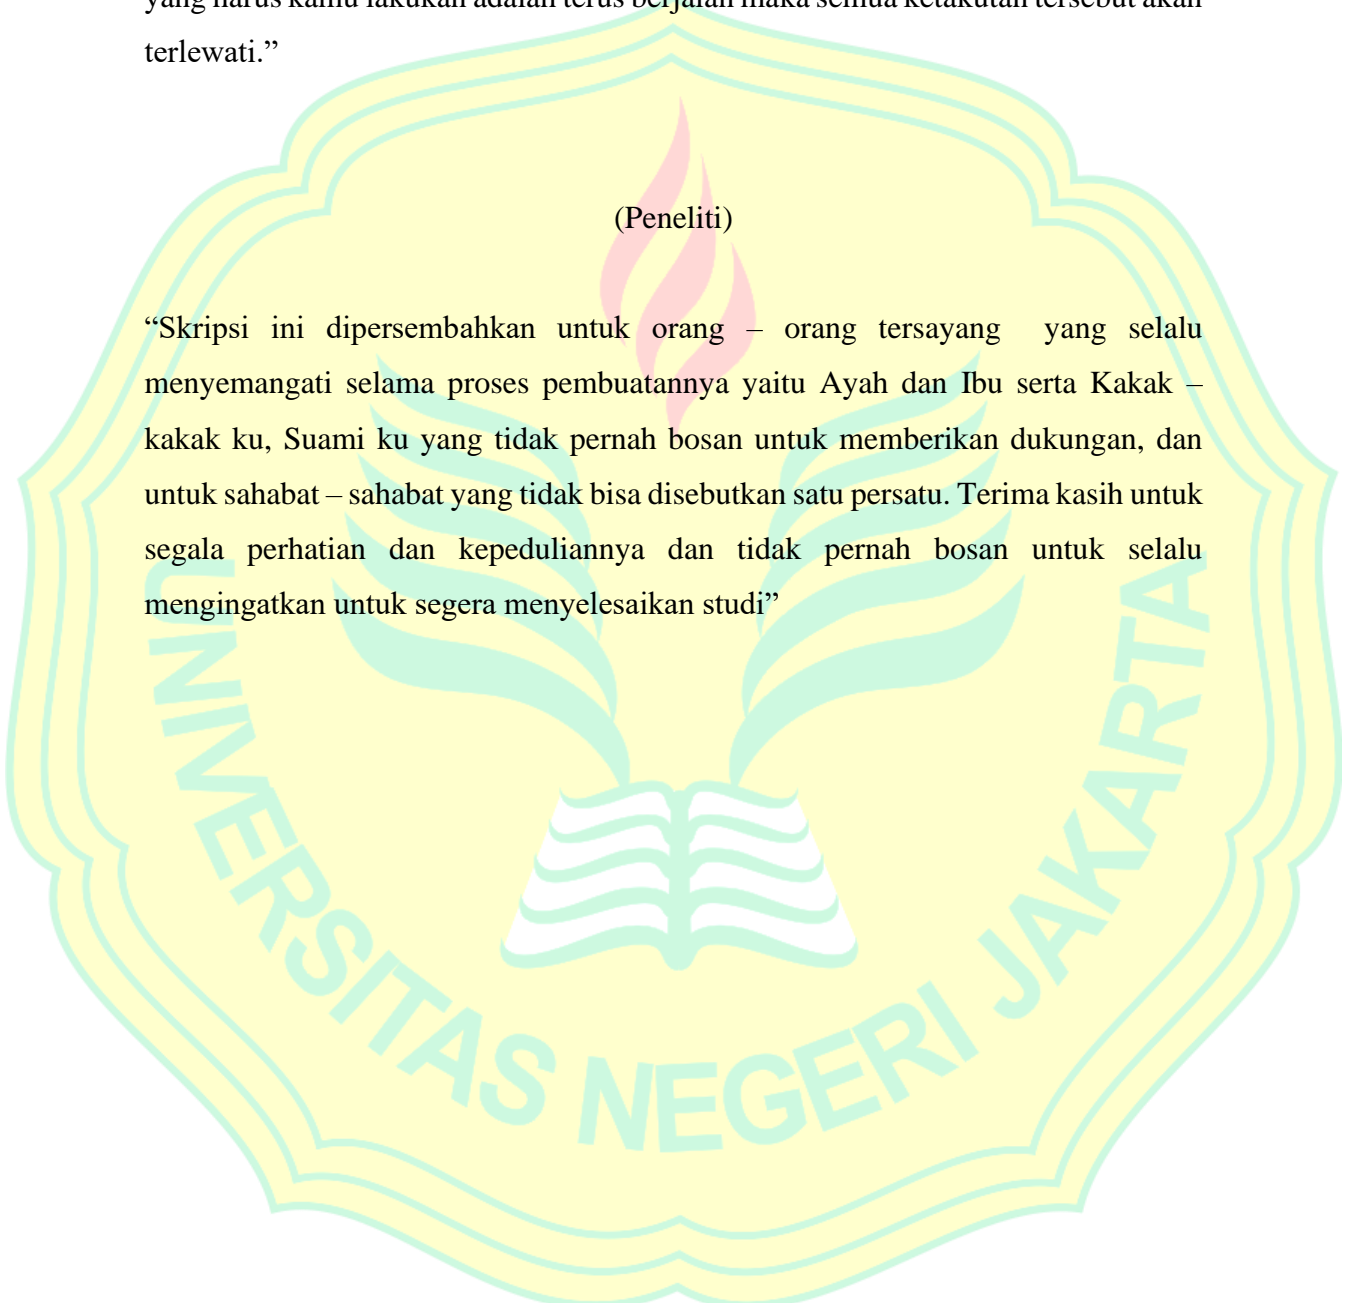 yang harus kamu lakukan adalah terus berjalan maka semua ketakutan tersebut akan
terlewati.”
(Peneliti)
“Skripsi ini dipersembahkan untuk orang – orang tersayang yang selalu
menyemangati selama proses pembuatannya yaitu Ayah dan Ibu serta Kakak –
kakak ku, Suami ku yang tidak pernah bosan untuk memberikan dukungan, dan
untuk sahabat – sahabat yang tidak bisa disebutkan satu persatu. Terima kasih untuk
segala perhatian dan kepeduliannya dan tidak pernah bosan untuk selalu
mengingatkan untuk segera menyelesaikan studi”
UNIVERSITAS NEGERI JAKARTA